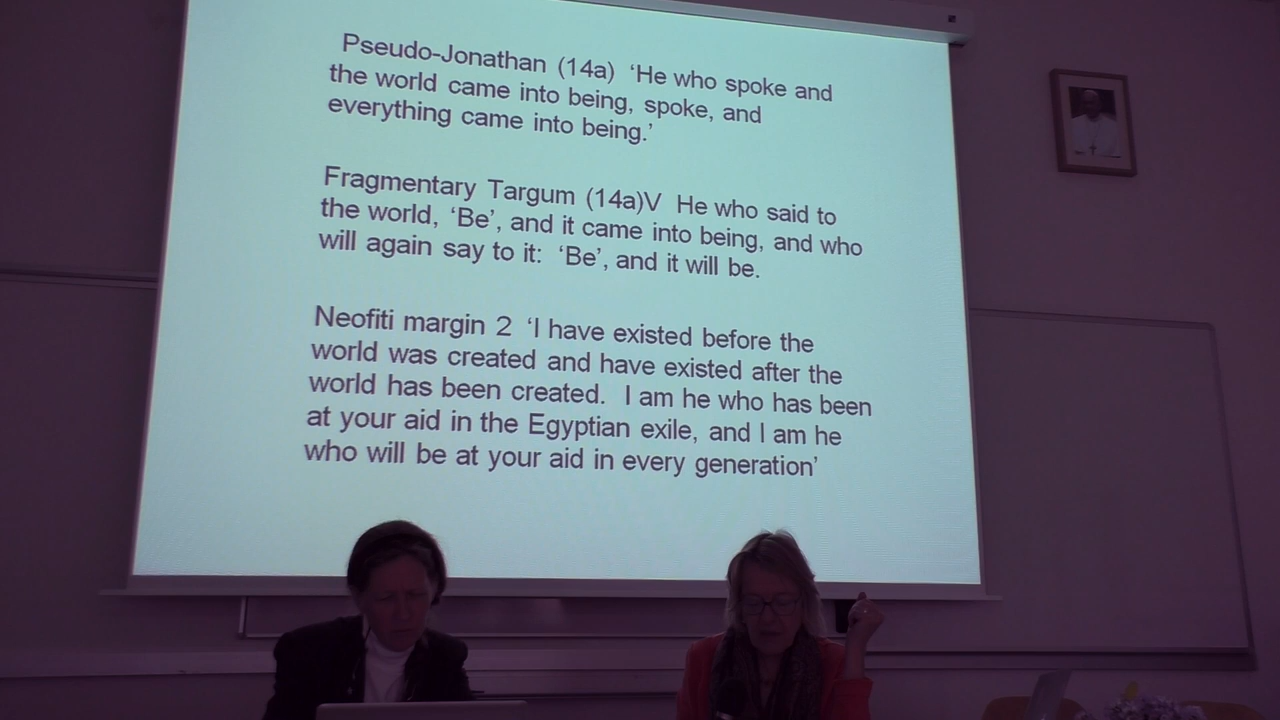 Pseudo-Jonathan (14a) ‘He who spoke and
the world came into being, spoke, and
everything came into being.’
Fragmentary Targum (14a)V He who said to
the world, ‘Be’, and it came into being, and who
will again say to it: ‘Be’, and it will be.
Neofiti margin 2 ‘I have existed before the
world was created and have existed after the
world has been created. I am he who has been
at your aid in the Egyptian exile, and I am he
who will be at your aid in every generation’